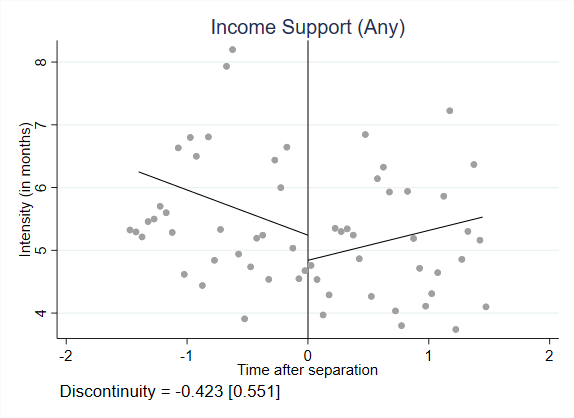 Income Support (Any)
Intensity (in months)
8
7
6
5
4
-2
-1
0
1
2
Time after separation
Discontinuity = -0.423 [0.551]